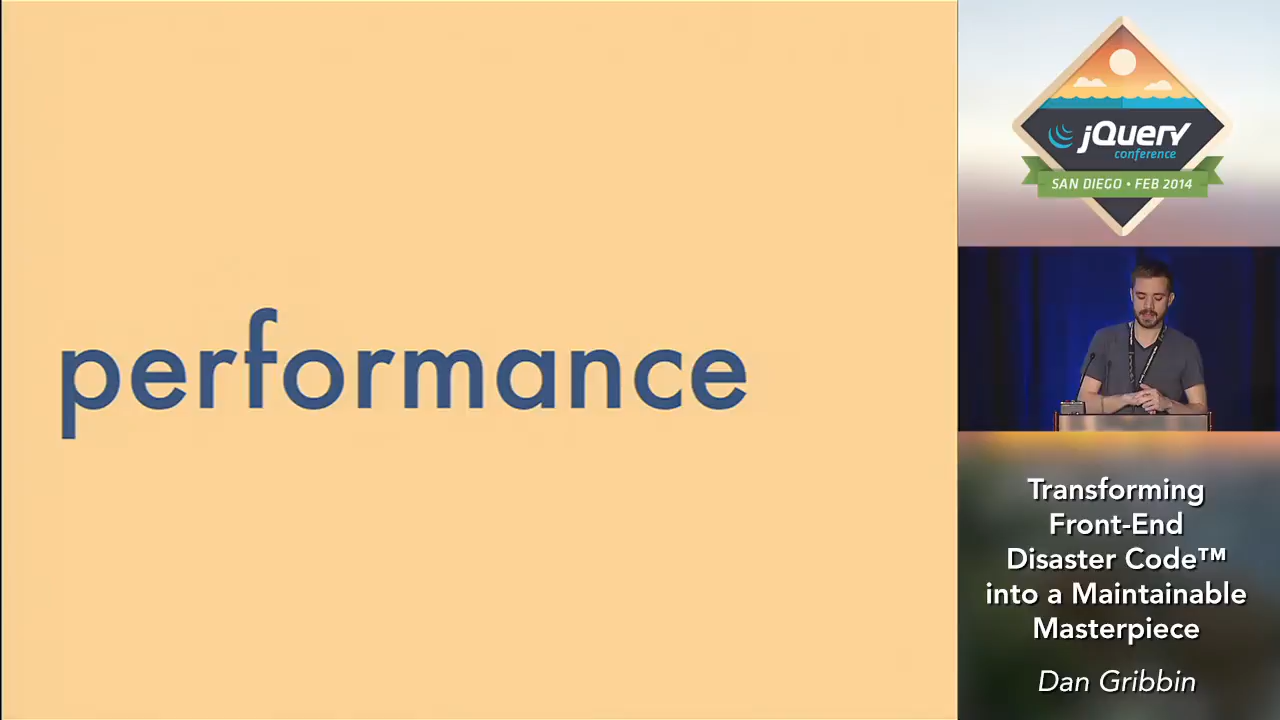 performance
jQuery
conference
SAN DIEGO • FEB 2014
Transforming
Front-End
Disaster Code™
into a Maintainable
Masterpiece
Dan Gribbin